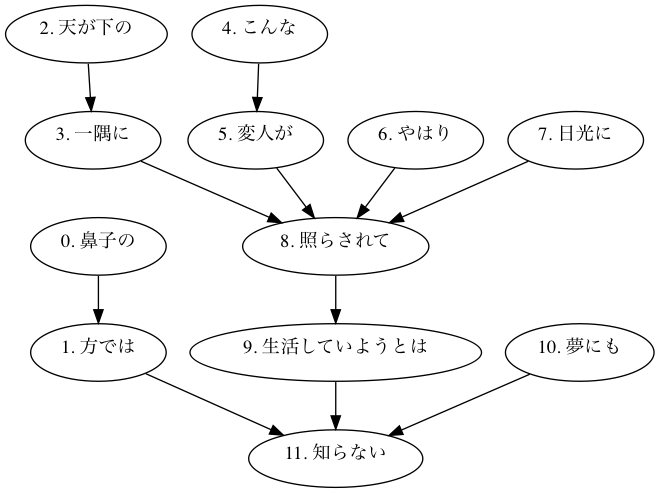 2. 天が下の
4. こんな
3. 一隅に
5. 変人が
6. やはり
7. 日光に
0. 鼻子の
8. 照らされて
1. 方では
9. 生活していようとは
10. 夢にも
11. 知らない